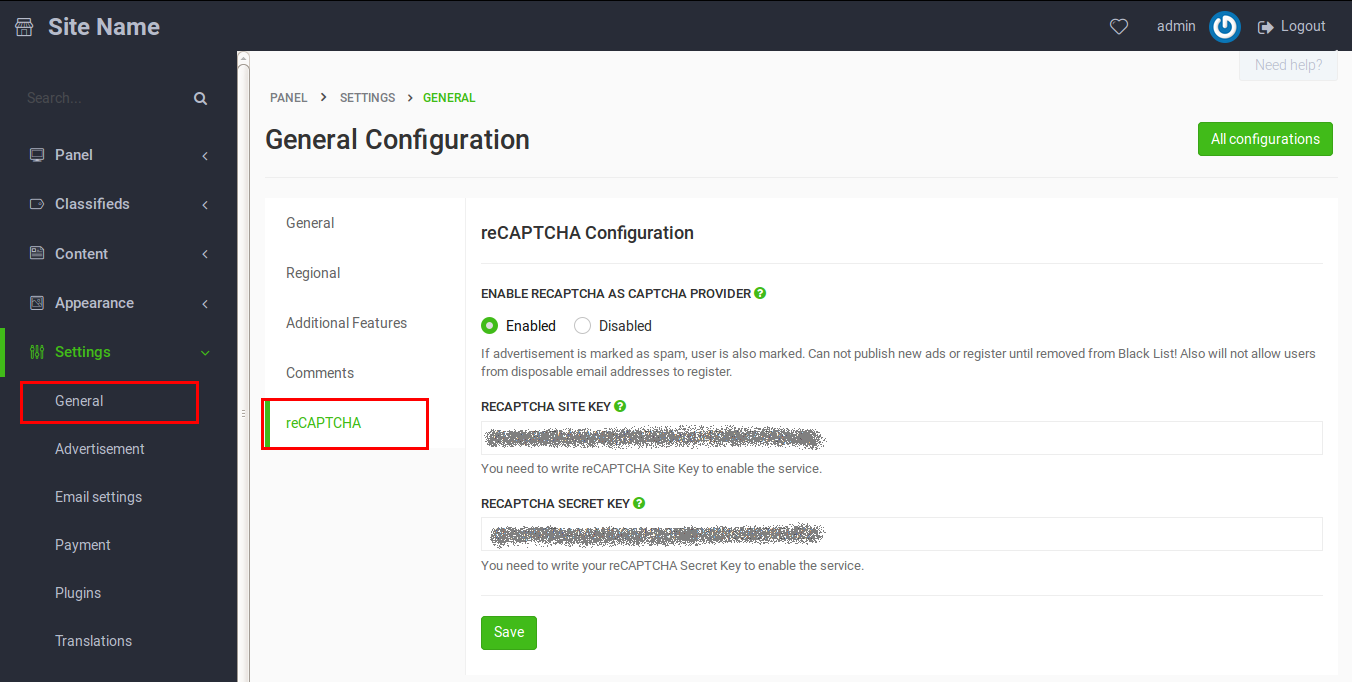 Site Name
admin
Logout
Need help?
Search...
Panel
Classifieds
Content
Appearance
Settings
General
Advertisement
Email settings
Payment
Plugins
Translations
PANEL > SETTINGS > GENERAL
General Configuration
All configurations
General
Regional
Additional Features
Comments
reCAPTCHA
reCAPTCHA Configuration
ENABLE RECAPTCHA AS CAPTCHA PROVIDER ?
Enabled
Disabled
If advertisement is marked as spam, user is also marked. Can not publish new ads or register until removed from Black List! Also will not allow users
from disposable email addresses to register.
RECAPTCHA SITE KEY ?
You need to write reCAPTCHA Site Key to enable the service.
RECAPTCHA SECRET KEY ?
You need to write your reCAPTCHA Secret Key to enable the service.
Save